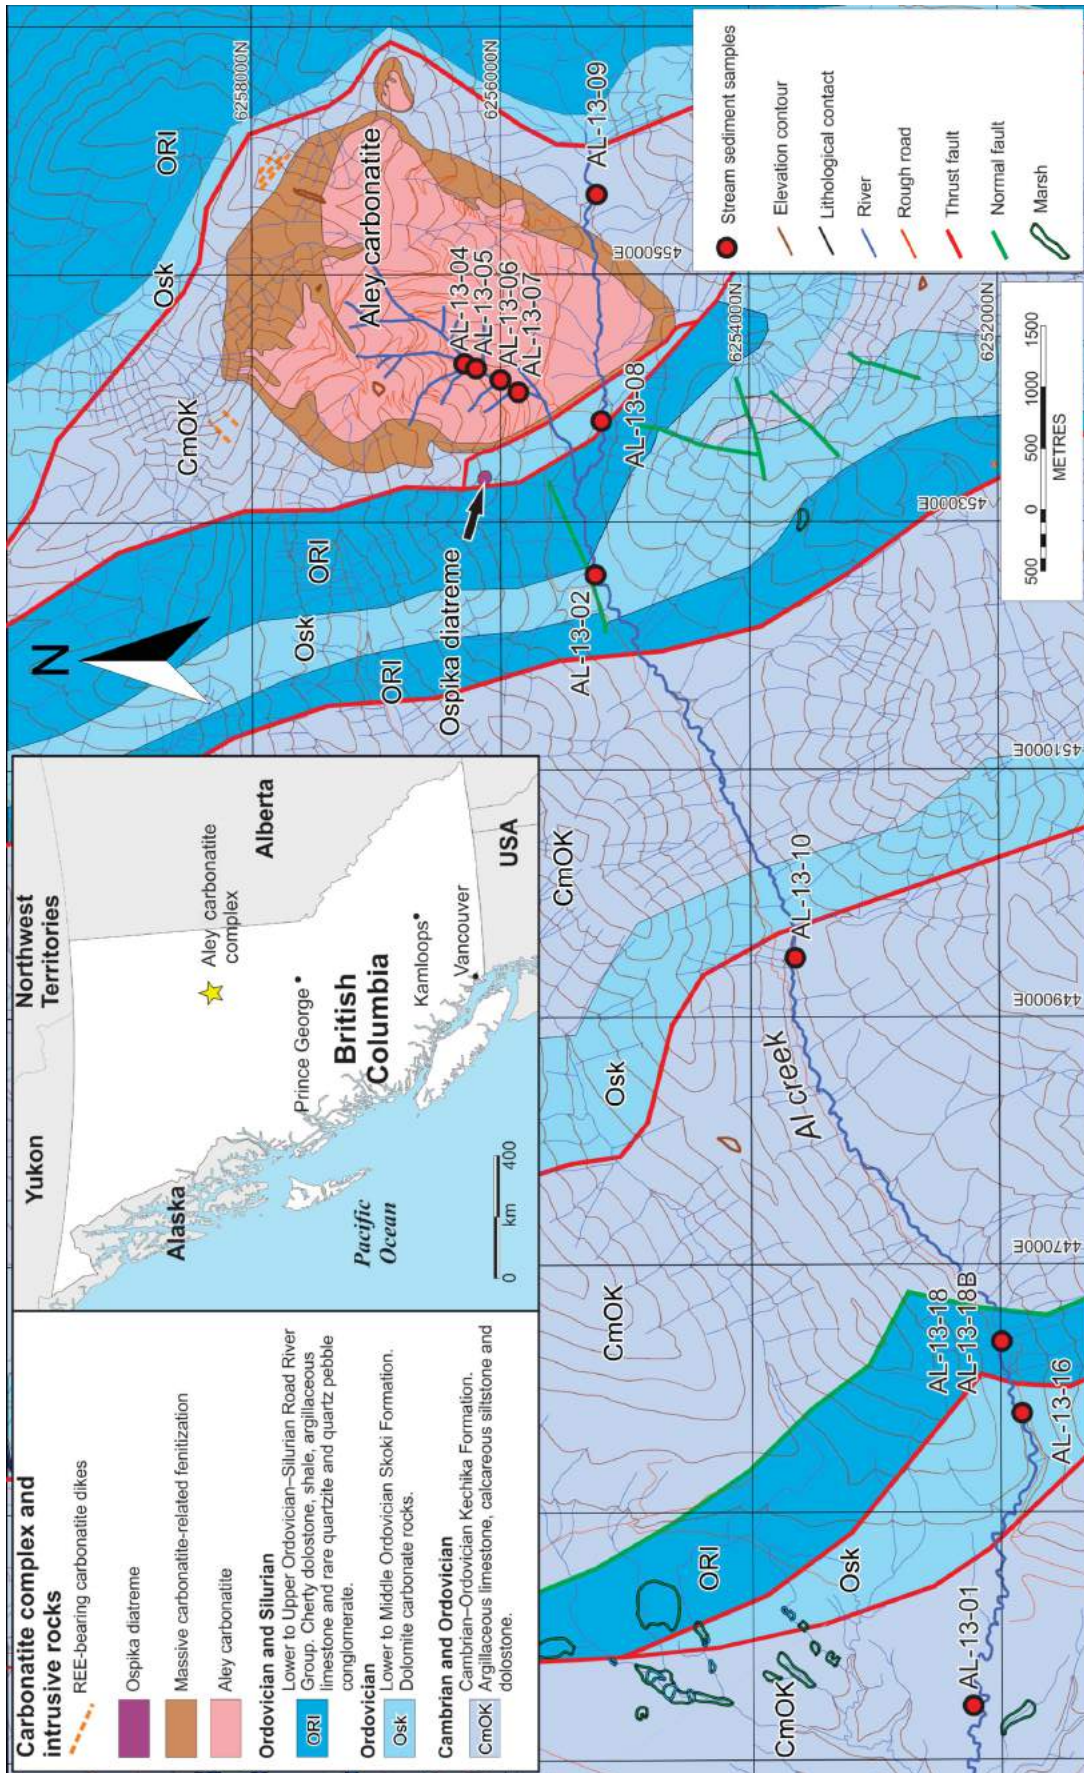 Carbonatite complex and
intrusive rocks
REE-bearing carbonatite dikes
Ospika diatreme
Massive carbonatite-related fenitization
Aley carbonatite
Ordovician and Silurian
ORl
Lower to Upper Ordovician–Silurian Road River
Group. Cherty dolostone, shale, argillaceous
limestone and rare quartzite and quartz pebble
conglomerate.
Ordovician
Osk
Lower to Middle Ordovician Skoki Formation.
Dolomite carbonate rocks.
Cambrian and Ordovician
CmOK
Cambrian–Ordovician Kechika Formation.
Argillaceous limestone, calcareous siltstone and
dolostone.
Yukon
Northwest
Territories
Alaska
Aley carbonatite
complex
Alberta
Prince George
British
Columbia
Kamloops
Vancouver
USA
Pacific
Ocean
0
km
400
N
ORl
Osk
CmOK
Osk
ORl
ORl
Osk
ORl
Aley carbonatite
Ospika diatreme
AL-13-04
AL-13-05
AL-13-06
AL-13-07
AL-13-09
AL-13-08
AL-13-02
CmOK
Osk
AL-13-10
Al creek
CmOK
AL-13-18
AL-13-18B
AL-13-16
ORl
Osk
CmOK
AL-13-01
6258000N
6256000N
6254000N
6252000N
447000E
449000E
451000E
453000E
455000E
500
0
500
1000
1500
METRES
Stream sediment samples
Elevation contour
Lithological contact
River
Rough road
Thrust fault
Normal fault
Marsh